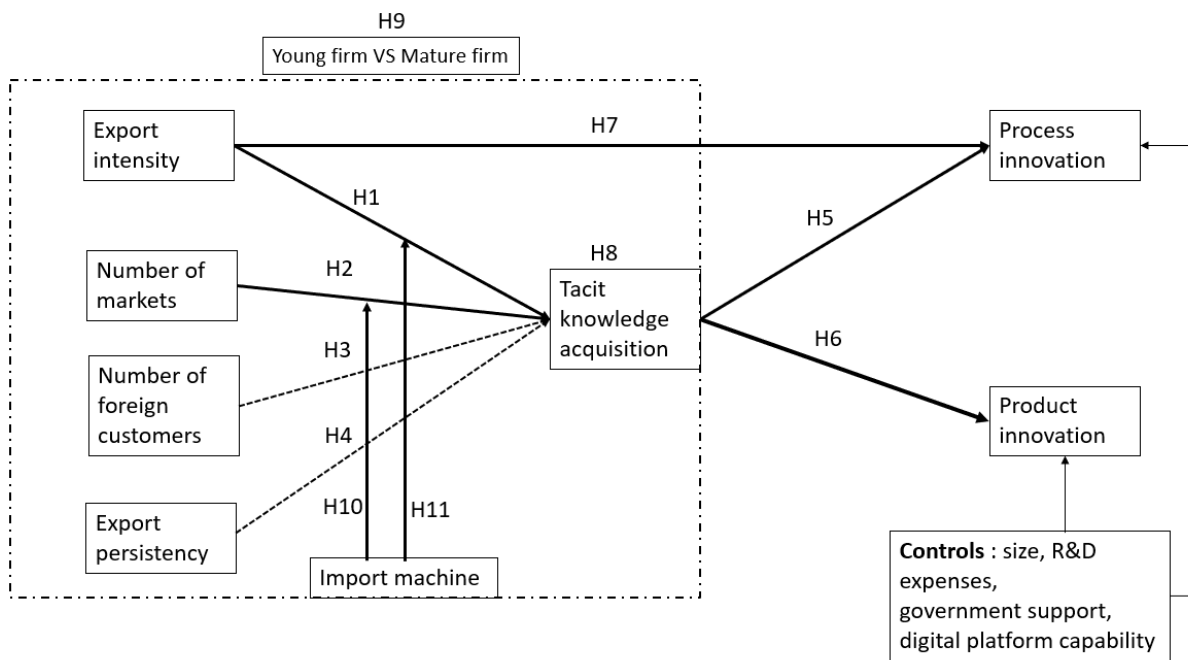 H9
Young firm VS Mature firm
Export
intensity
H7
Process
innovation
H1
H5
Number of
markets
H2
H8
Tacit
knowledge
acquisition
H3
Number of
foreign
customers
H6
Product
innovation
H4
Export
persistency
H10
H11
Import machine
Controls : size, R&D
expenses,
government support,
digital platform capability